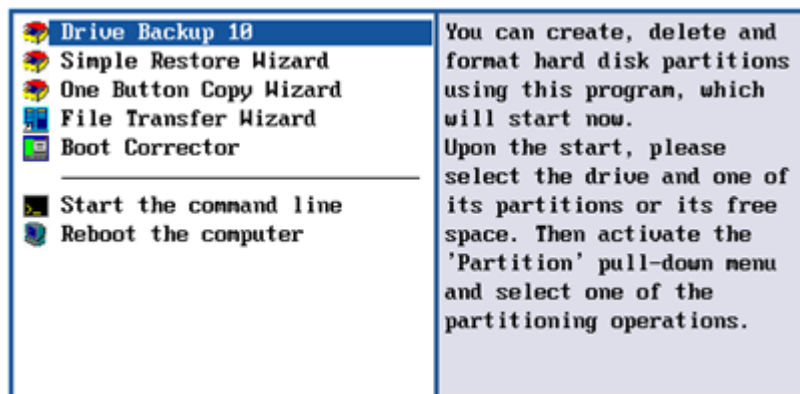 Drive Backup 10
Simple Restore Wizard
One Button Copy Wizard
File Transfer Wizard
Boot Corrector
Start the command line
Reboot the computer
You can create, delete and
format hard disk partitions
using this program, which
will start now.
Upon the start, please
select the drive and one of
its partitions or its free
space. Then activate the
'Partition' pull-down menu
and select one of the
partitioning operations.